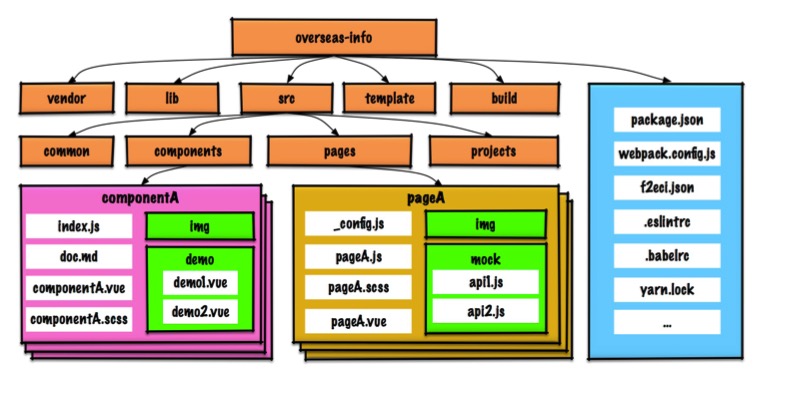 overseas-info
vendor
lib
src
template
build
common
components
pages
projects
componentA
index.js
doc.md
componentA.vue
componentA.scss
img
demo
demo1.vue
demo2.vue
pageA
_config.js
pageA.js
pageA.scss
pageA.vue
img
mock
api1.js
api2.js
package.json
webpack.config.js
f2eci.json
.eslintrc
.babelrc
yarn.lock
...